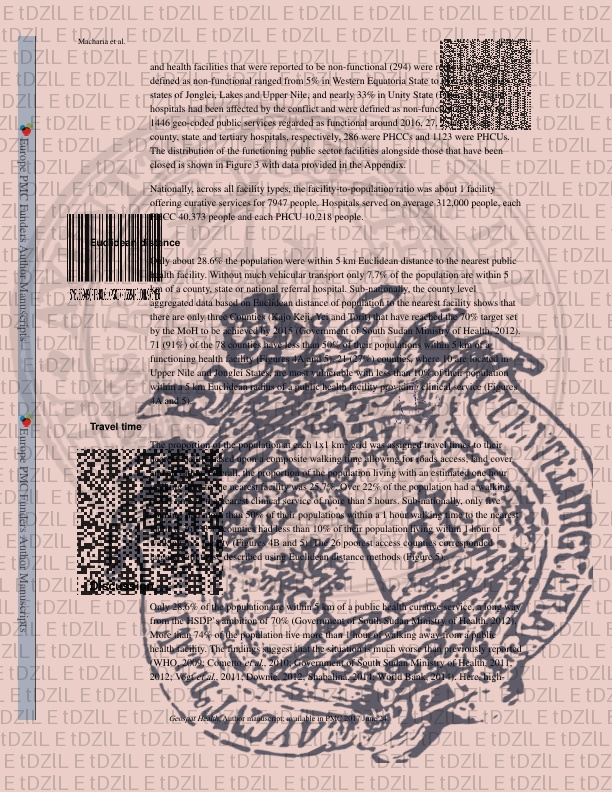 Macharia et al.
and health facilities that were reported to be non-functional (294) were
defined as non-functional ranged from 5% in Western Equatoria State to
states of Jonglei, Lakes and Upper Nile, and nearly 33% in Unity State
hospitals had been affected by the conflict and were defined as
1446 geo-coded public services regarded as functional around 2016, 27,
county, state and tertiary hospitals, respectively, 286 were PHCCs and 1123 were PHCUs.
The distribution of the functioning public sector facilities alongside those that have been
closed is shown in Figure 3 with data provided in the Appendix.
Nationally, across all facility types, the facility-to-population ratio was about 1 facility
offering curative services for 7947 people. Hospitals served on average 312,000 people, each
PHCC 40,373 people and each PHCU 10,218 people.
Euclidean distance
Only about 28.6% the population were within 5 km Euclidean distance to the nearest public
health facility. Without much vehicular transport only 7.7% of the population are within 5
km of a county, state or national referral hospital. Sub-nationally, the county level
aggregated data based on Euclidean distance of population to the nearest facility shows that
there are only three Counties (Kajo Keji, and Torit) that have reached the 70% target set
by the MoH to be achieved by 2015 (Government of South Sudan Ministry of Health, 2012).
71 (91%) of the 78 counties have less than 50% of their populations within 5 km of a
functioning health facility (Figures 4A and 5). 21 (27%) counties, where 10 are located in
Upper Nile and Jonglei States, are most vulnerable with less than 10% of their population
within a 5 km Euclidean radius of a public health facility providing clinical service (Figures
4A and 5).
Travel time
The proportion of the population at each 1x1 km² grid was assigned travel times to their
based upon a composite walking time allowing for roads access, land cover
the proportion of the population living with an estimated one hour
nearest facility was 25.7%. Over 22% of the population had a walking
nearest clinical service of more than 5 hours. Sub-nationally, only five
than 50% of their populations within a 1 hour walking time to the nearest
counties had less than 10% of their population living within 1 hour of
(Figures 4B and 5). The 26 poorest access counties corresponded
described using Euclidean distance methods (Figure 5).
Discussion
Only 28.6% of the population are within 5 km of a public health curative service, a long way
from the HSDP's ambition of 70% (Government of South Sudan Ministry of Health, 2012).
More than 74% of the population live more than 1 hour of walking away from a public
health facility. The findings suggest that the situation is much worse than previously reported
(WHO, 2009; Cometto et al., 2010; Government of South Sudan Ministry of Health, 2011,
2012; Vogt et al., 2011; Downie, 2012; Shabalina, 2014; World Bank, 2014). Here, high-
Geospat Health. Author manuscript; available in PMC 2017 June 24.
Europe PMC Funders Author Manuscripts
Europe PMC Funders Author Manuscripts